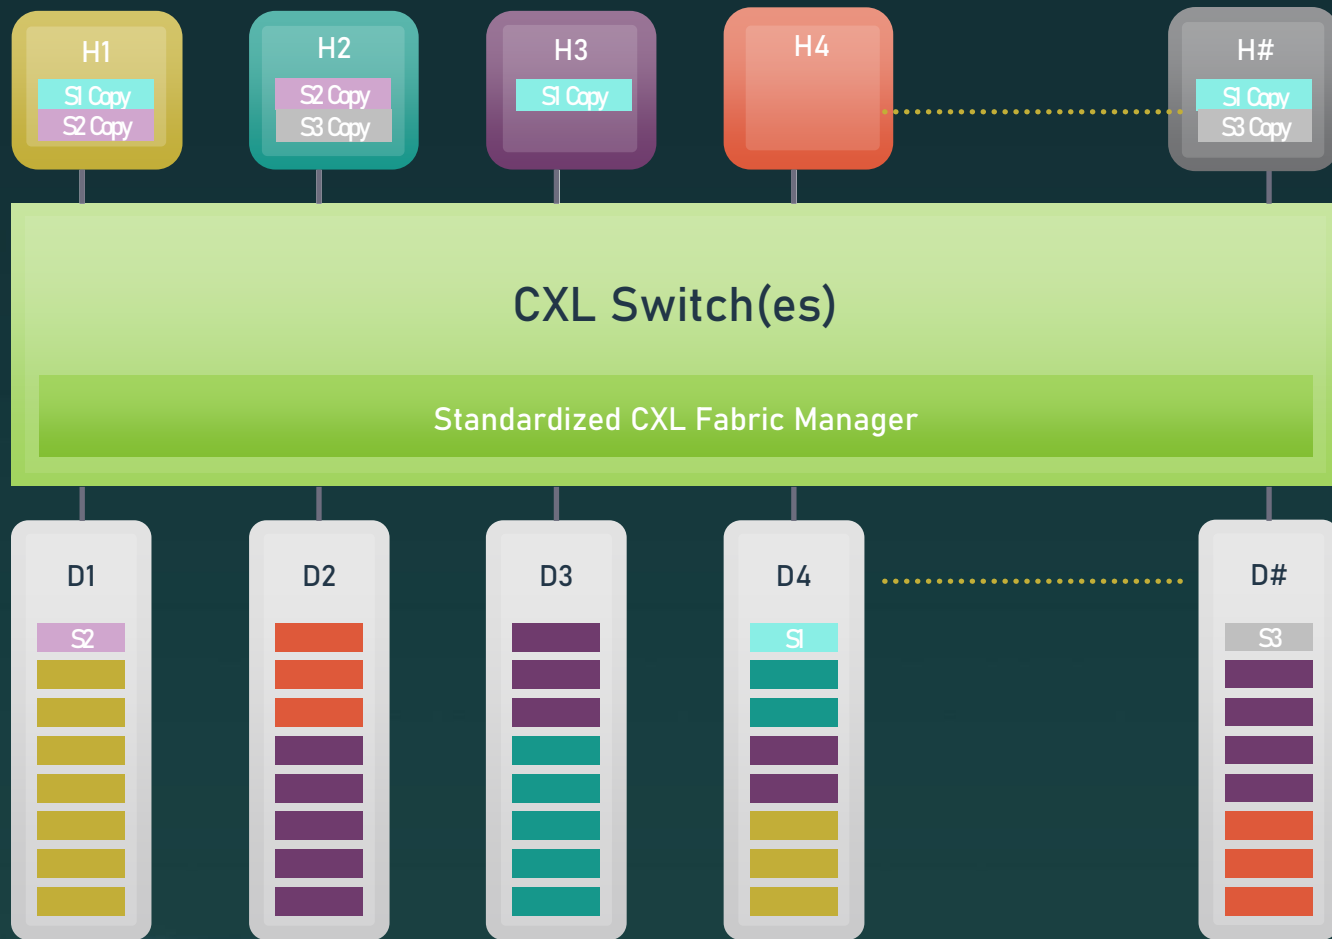 H1
S1 Copy
S2 Copy
H2
S2 Copy
S3 Copy
H3
S1 Copy
H4
H#
S1 Copy
S3 Copy
CXL Switch(es)
Standardized CXL Fabric Manager
D1
S2
D2
D3
D4
S1
D#
S3